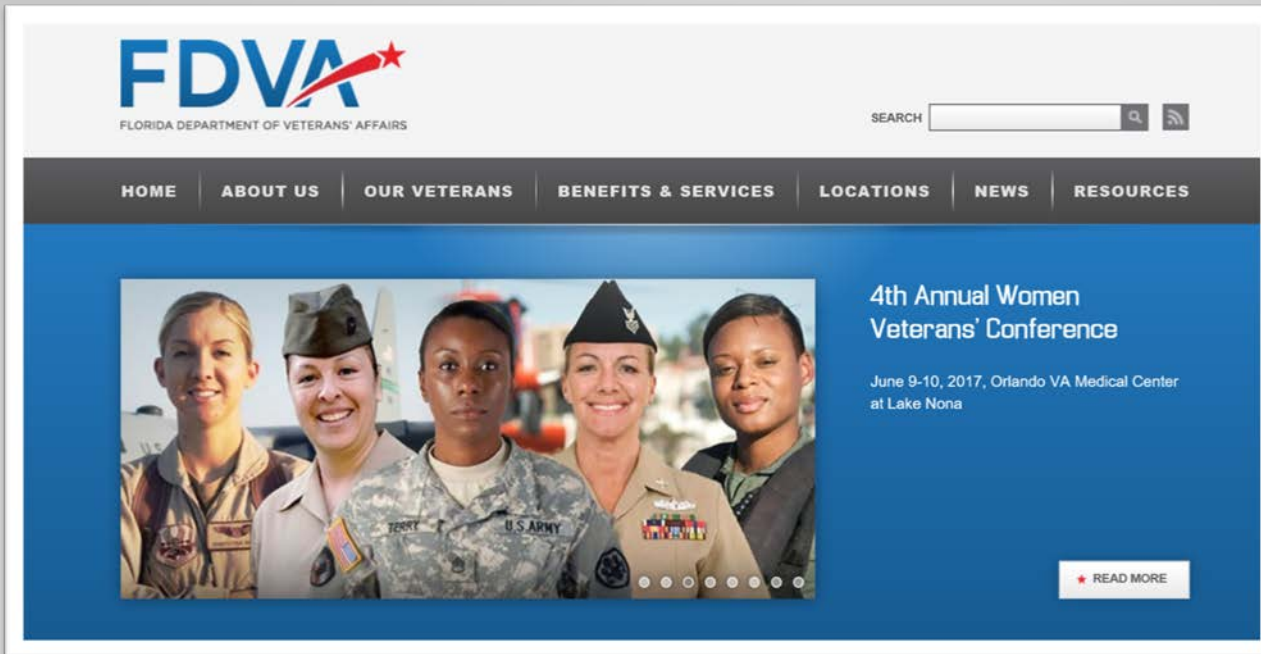 FDVA
FLORIDA DEPARTMENT OF VETERANS' AFFAIRS
SEARCH
HOME
ABOUT US
OUR VETERANS
BENEFITS & SERVICES
LOCATIONS
NEWS
RESOURCES
4th Annual Women
Veterans' Conference
June 9-10, 2017, Orlando VA Medical Center
at Lake Nona
TERRY
U.S. ARMY
READ MORE